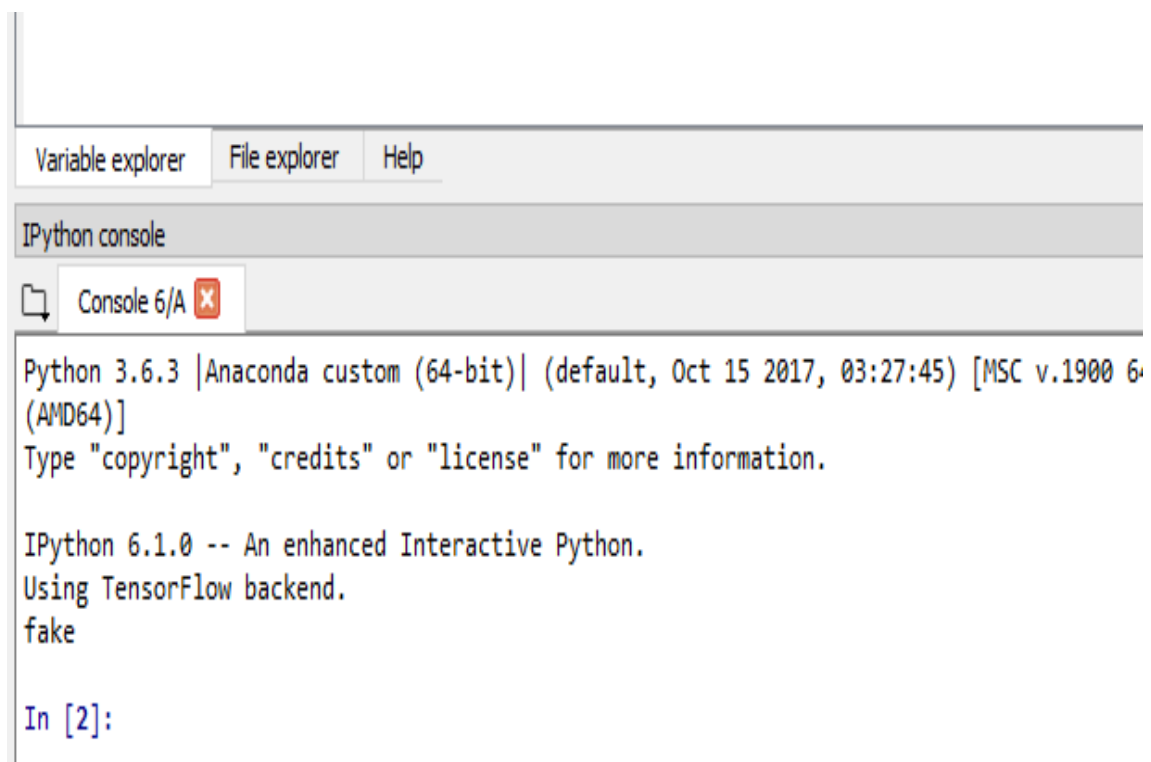 Variable explorer File explorer Help
IPython console
Console 6/A
Python 3.6.3 |Anaconda custom (64-bit)| (default, Oct 15 2017, 03:27:45) [MSC v.1900
(AMD64)]
Type "copyright", "credits" or "license" for more information.
IPython 6.1.0 -- An enhanced Interactive Python.
Using TensorFlow backend.
fake
In [2]: